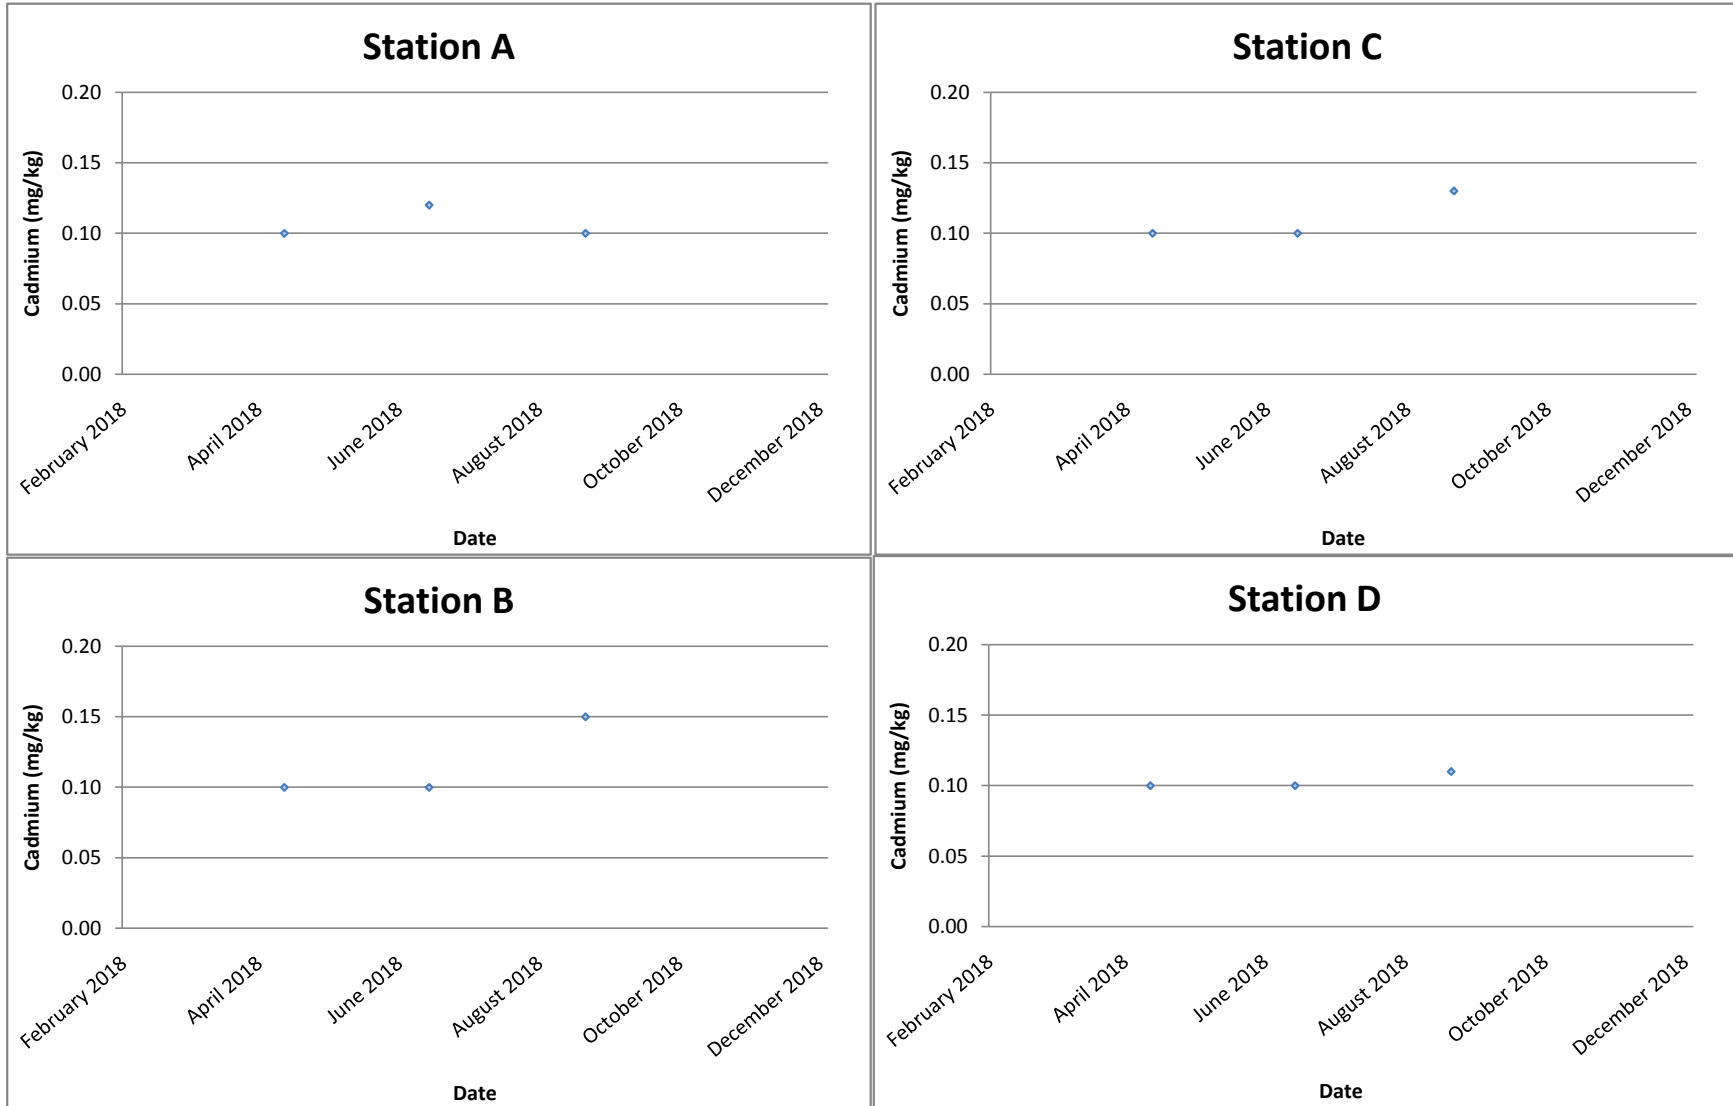 Station A
0.20
0.15
0.10
0.05
0.00
Cadmium (mg/kg)
February 2018
April 2018
June 2018
August 2018
October 2018
December 2018
Date
Station C
0.20
0.15
0.10
0.05
0.00
Cadmium (mg/kg)
February 2018
April 2018
June 2018
August 2018
October 2018
December 2018
Date
Station B
0.20
0.15
0.10
0.05
0.00
Cadmium (mg/kg)
February 2018
April 2018
June 2018
August 2018
October 2018
December 2018
Date
Station D
0.20
0.15
0.10
0.05
0.00
Cadmium (mg/kg)
February 2018
April 2018
June 2018
August 2018
October 2018
December 2018
Date